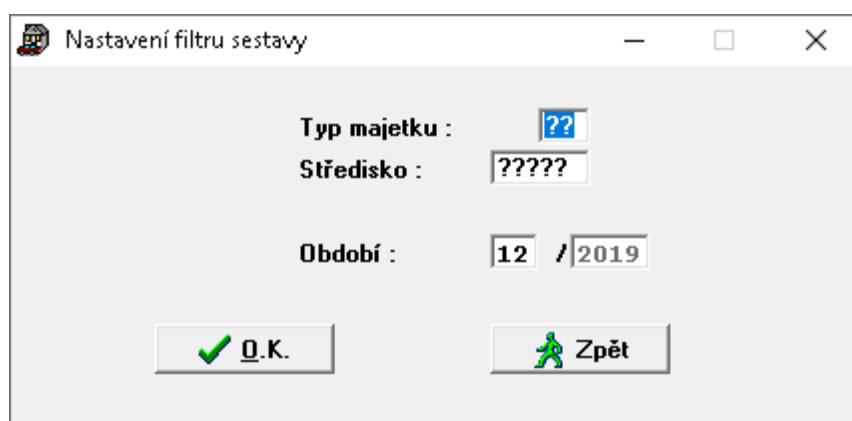 Nastavení filtru sestavy
Typ majetku : ??
Středisko : ?????
Období : 12 / 2019
O.K. Zpět